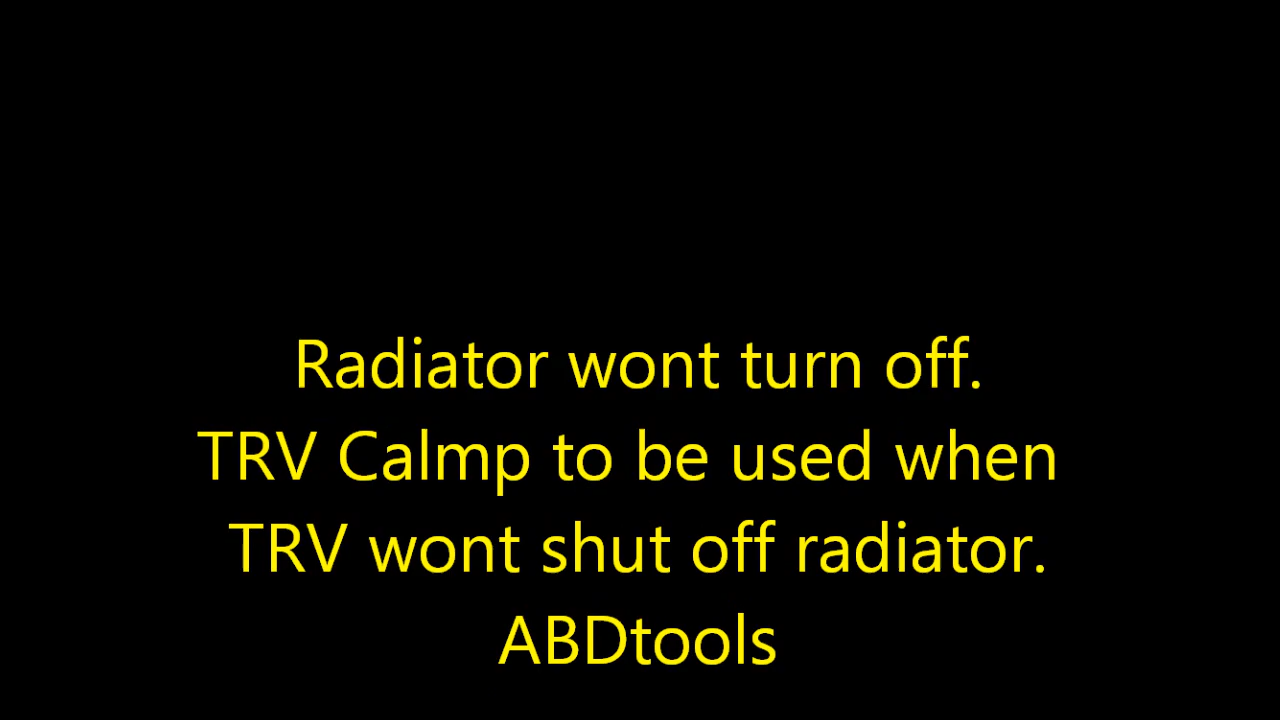 Radiator wont turn off.
TRV Calmp to be used when
TRV wont shut off radiator.
ABDtools